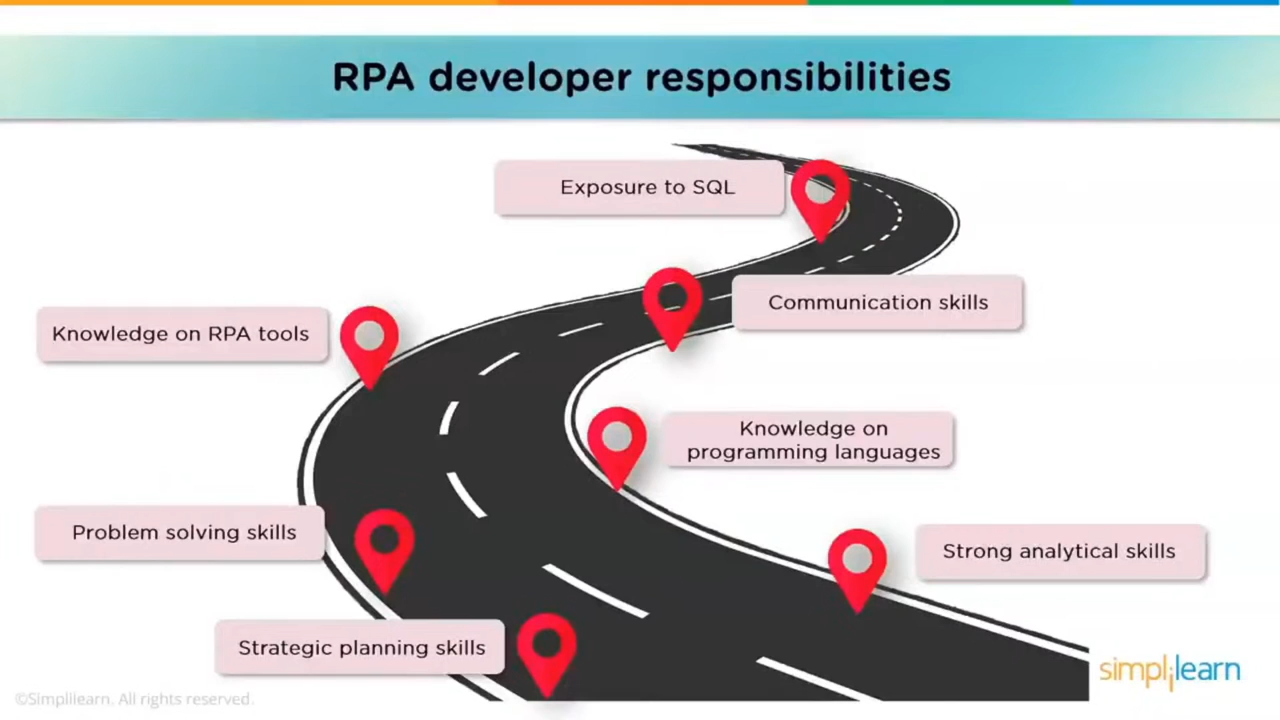 RPA developer responsibilities
Exposure to SQL
Communication skills
Knowledge on RPA tools
Knowledge on
programming languages
Problem solving skills
Strong analytical skills
Strategic planning skills
simplilearn
©Simplilearn. All rights reserved.